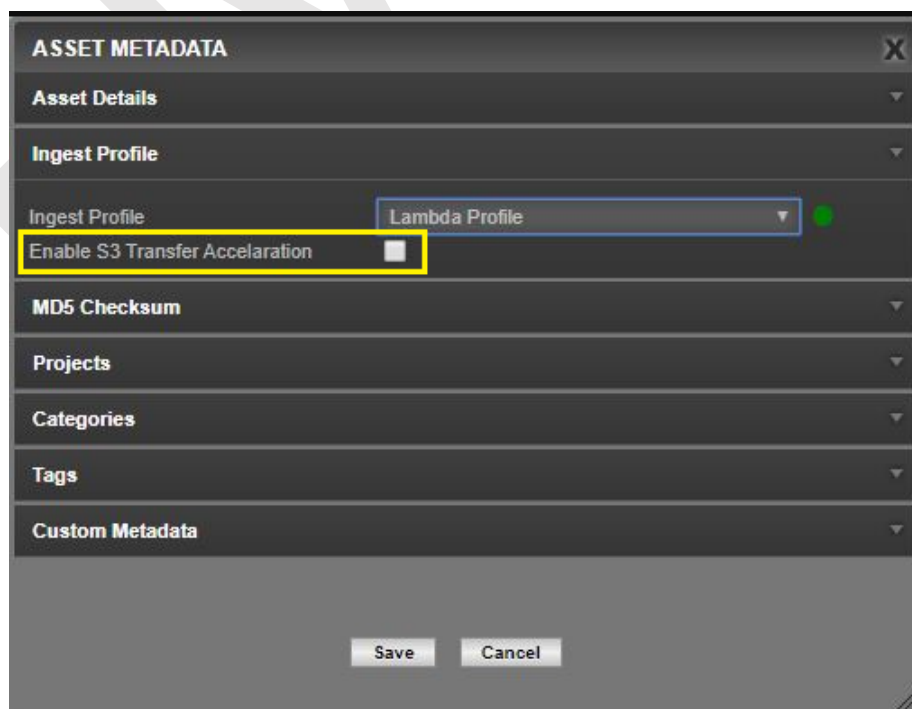 ASSET METADATA X
Asset Details
Ingest Profile
Ingest Profile Lambda Profile
Enable S3 Transfer Accelaration
MD5 Checksum
Projects
Categories
Tags
Custom Metadata
Save Cancel